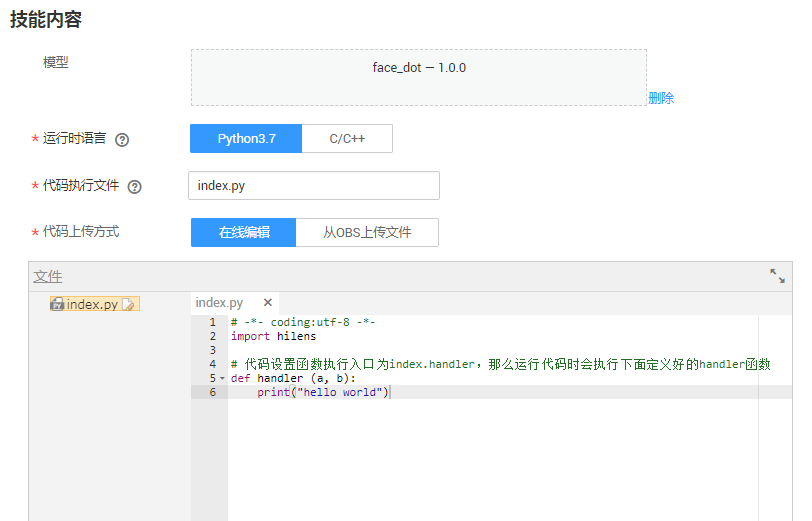 技能内容
模型
face_dot — 1.0.0
删除
* 运行时语言 ?
Python3.7
C/C++
* 代码执行文件 ?
index.py
* 代码上传方式
在线编辑
从OBS上传文件
文件
index.py
index.py ×
1 # -*- coding:utf-8 -*-
2 import hilens
3
4 # 代码设置函数执行入口为index.handler，那么运行代码时会执行下面定义好的handler函数
5 def handler (a, b):
6     print("hello world")